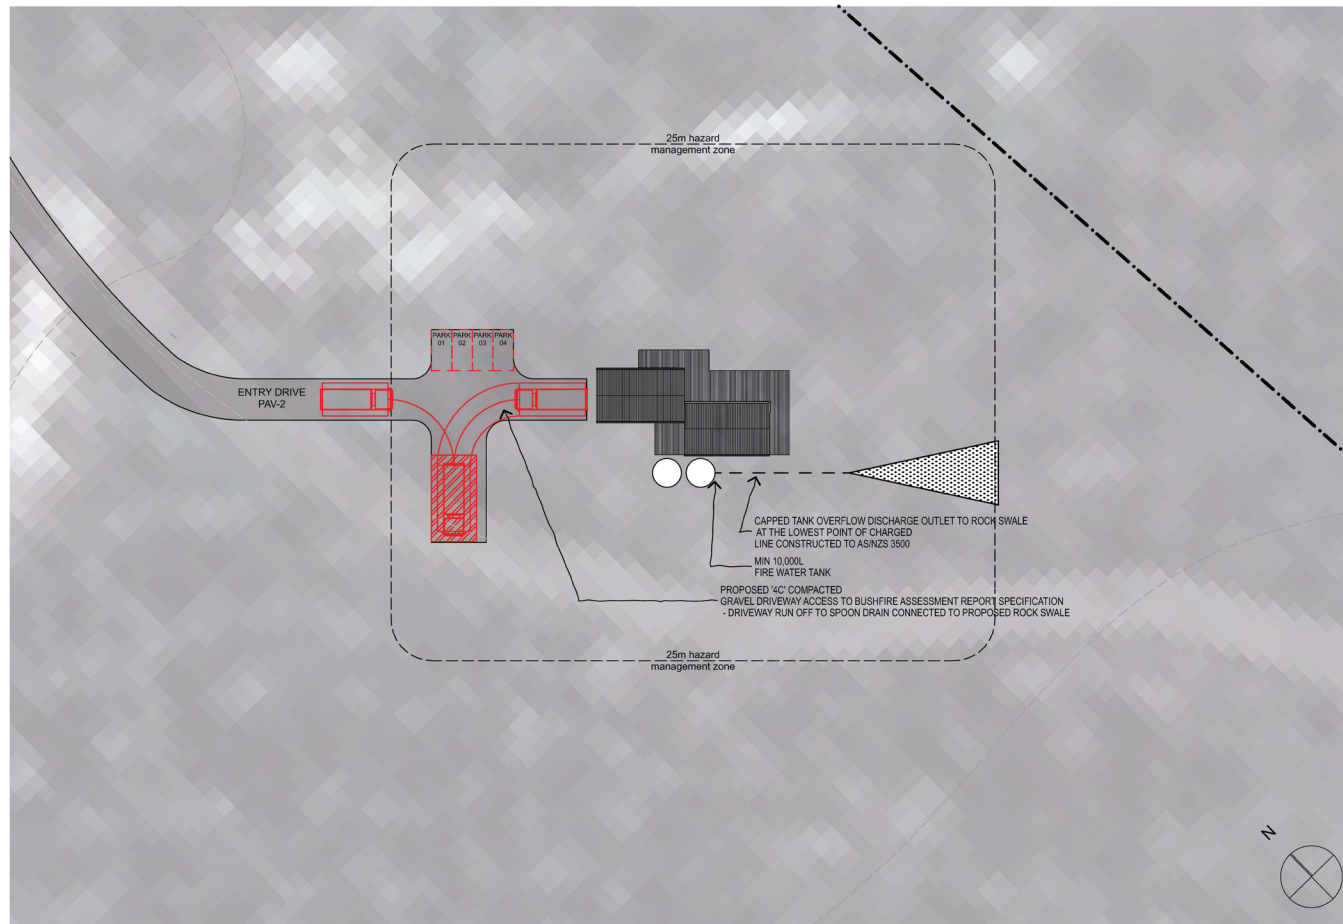 25m hazard
management zone
PARK
01
PARK
02
PARK
03
PARK
04
ENTRY DRIVE
PAV-2
CAPPED TANK OVERFLOW DISCHARGE OUTLET TO ROCK SWALE
AT THE LOWEST POINT OF CHARGED
LINE CONSTRUCTED TO AS/NZS 3500
MIN 10,000L
FIRE WATER TANK
PROPOSED '4C' COMPACTED
GRAVEL DRIVEWAY ACCESS TO BUSHFIRE ASSESSMENT REPORT SPECIFICATION
- DRIVEWAY RUN OFF TO SPOON DRAIN CONNECTED TO PROPOSED ROCK SWALE
25m hazard
management zone
N